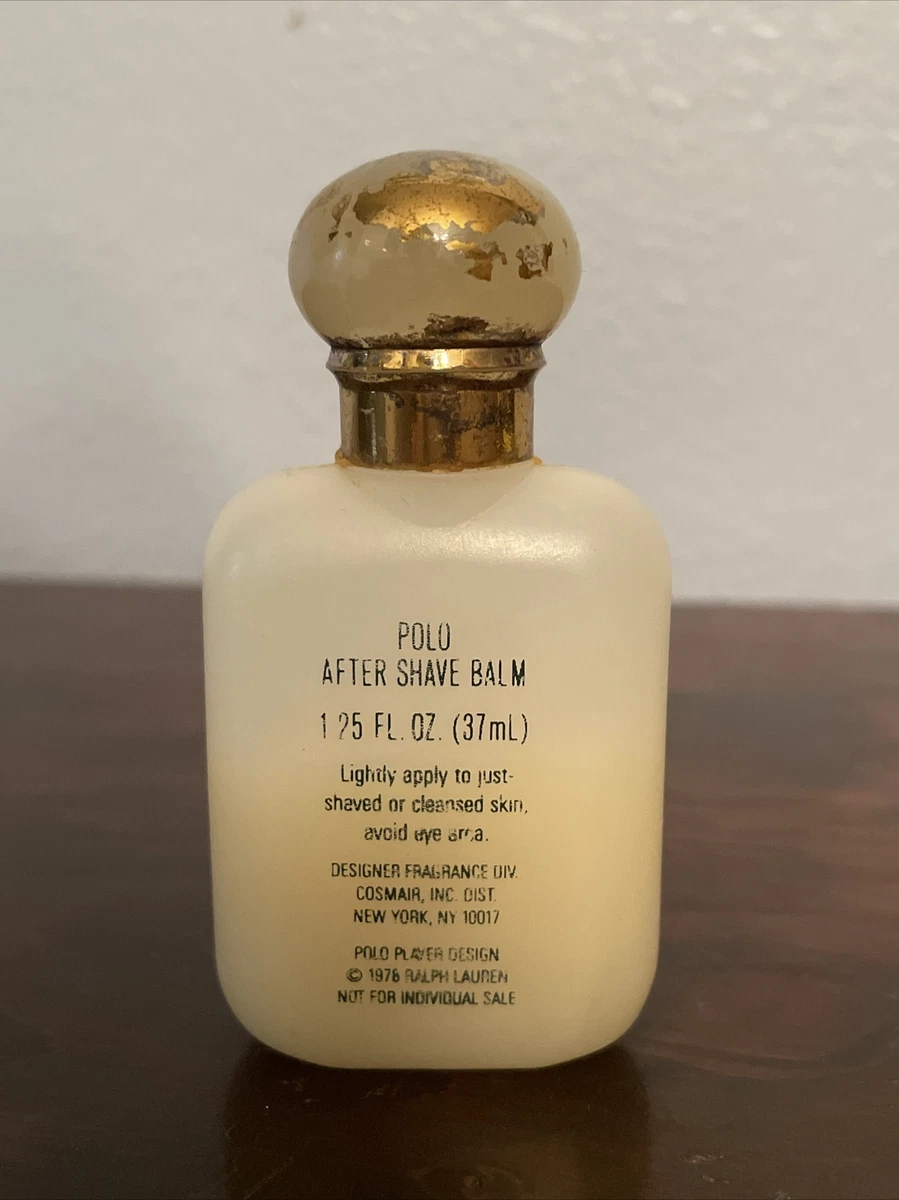 POLO
AFTER SHAVE BALM
1.25 FL. OZ. (37mL)
Lightly apply to just-
shaved or cleansed skin,
avoid eye area.
DESIGNER FRAGRANCE DIV.
COSMAIR, INC. DIST.
NEW YORK, NY 10017
POLO PLAYER DESIGN
© 1978 RALPH LAUREN
NOT FOR INDIVIDUAL SALE